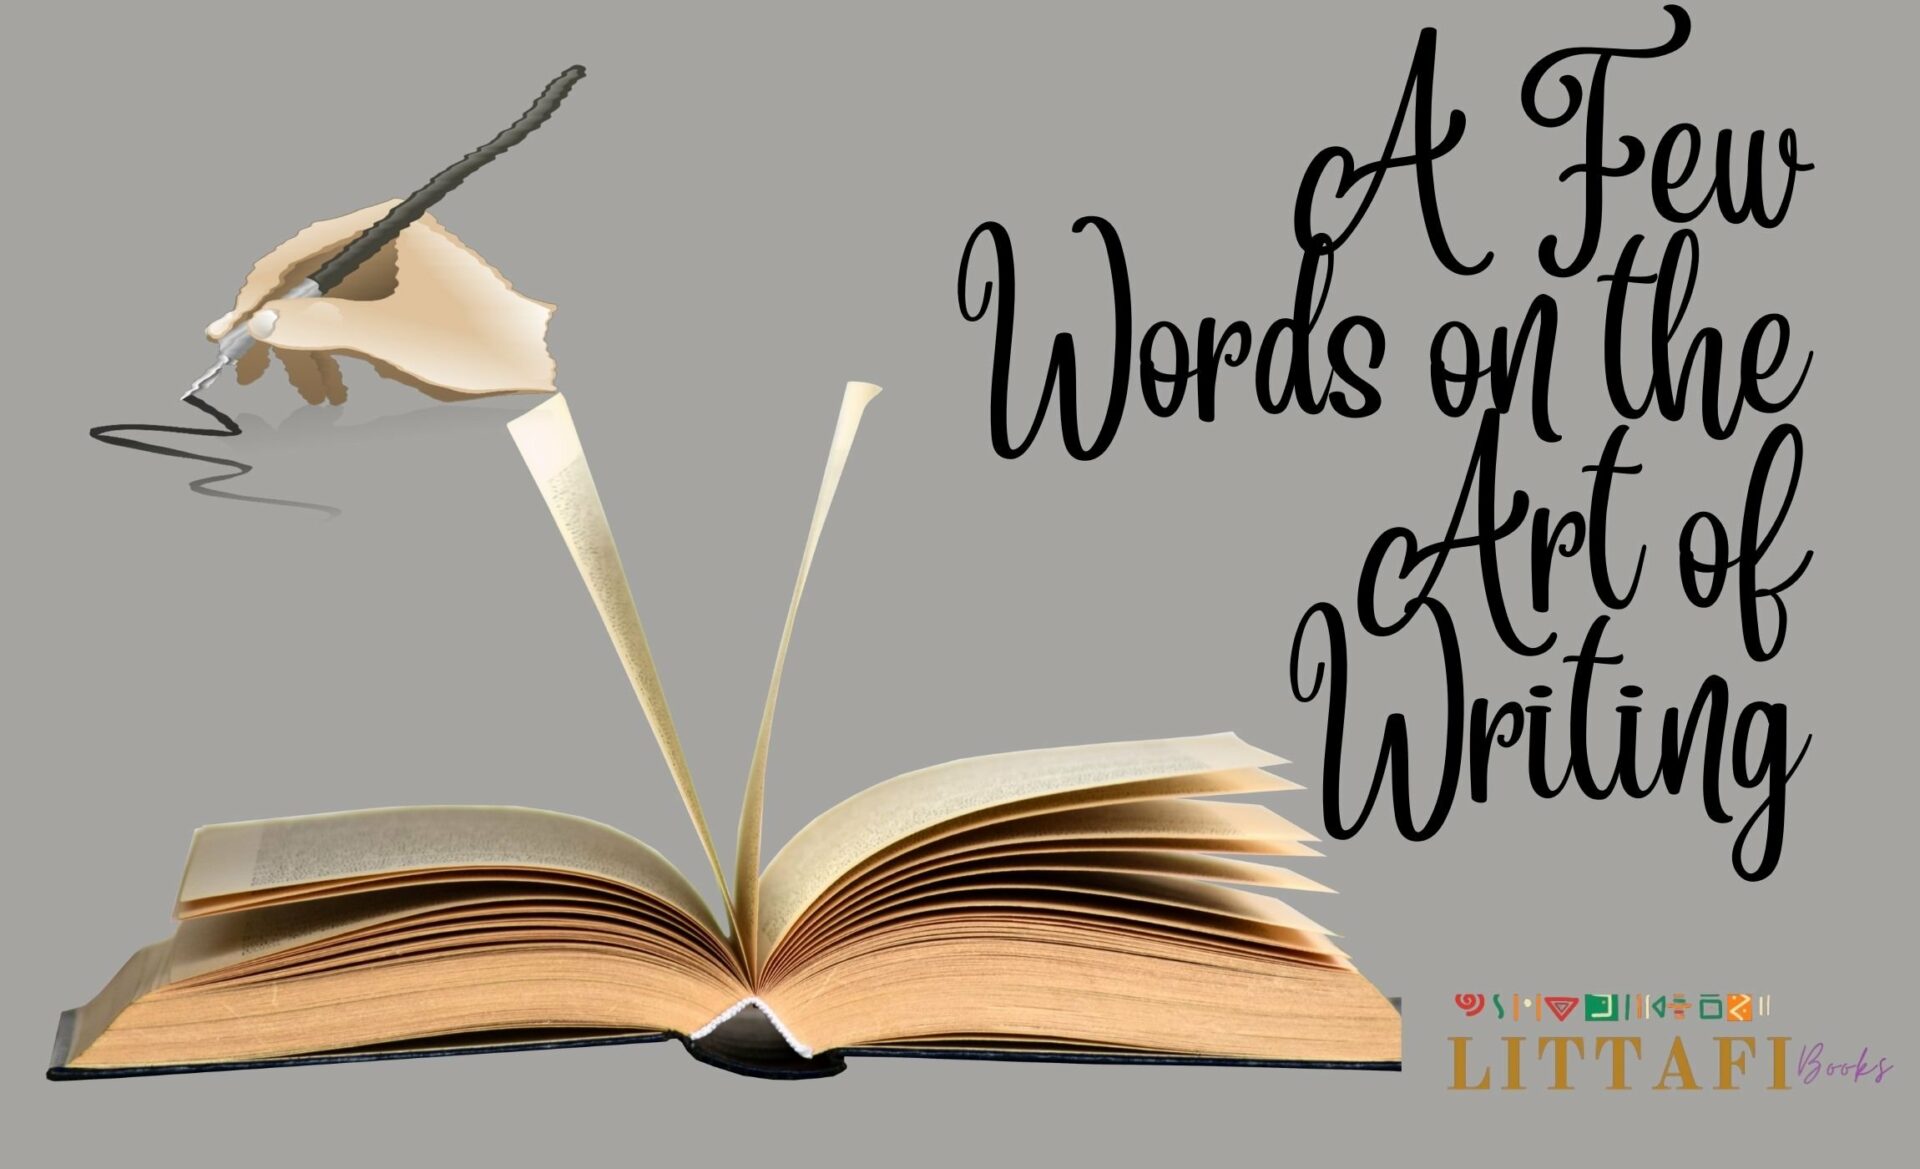 A Few
Words on the
Art of
Writing
LITTAFI Books